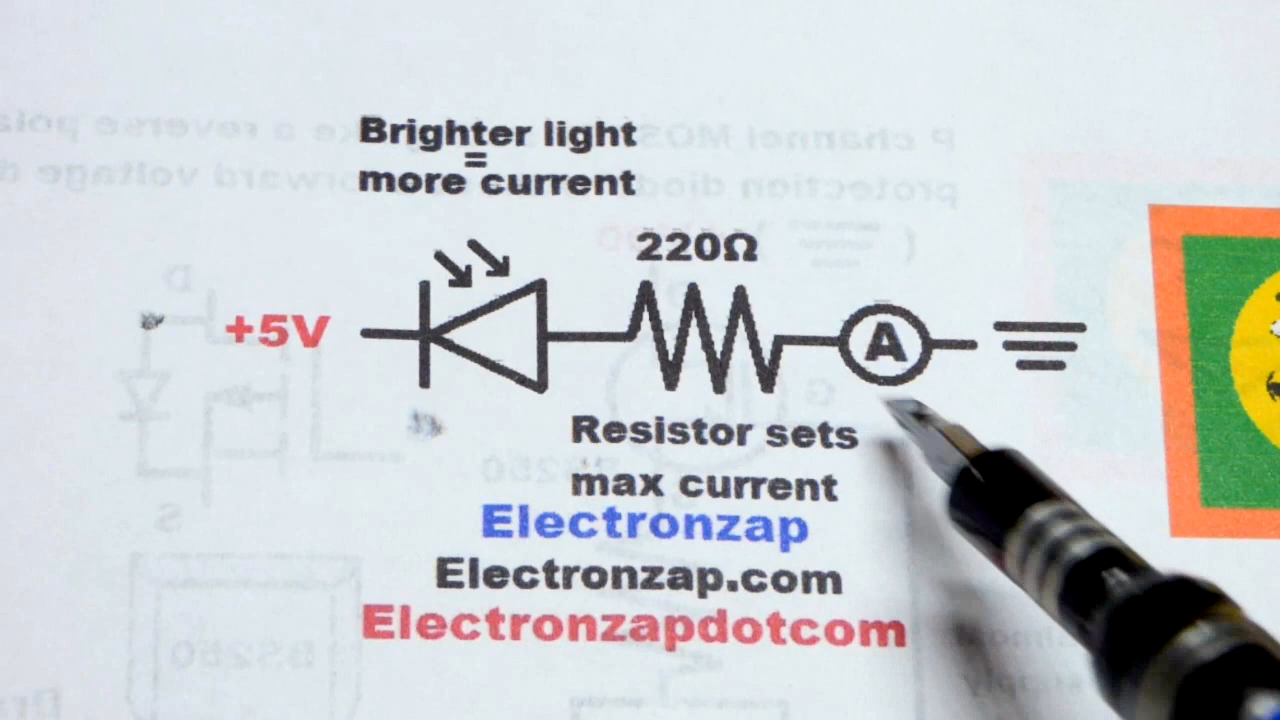 Brighter light
=
more current
220Ω
+5V
A
Resistor sets
max current
Electronzap
Electronzap.com
Electronzapdotcom